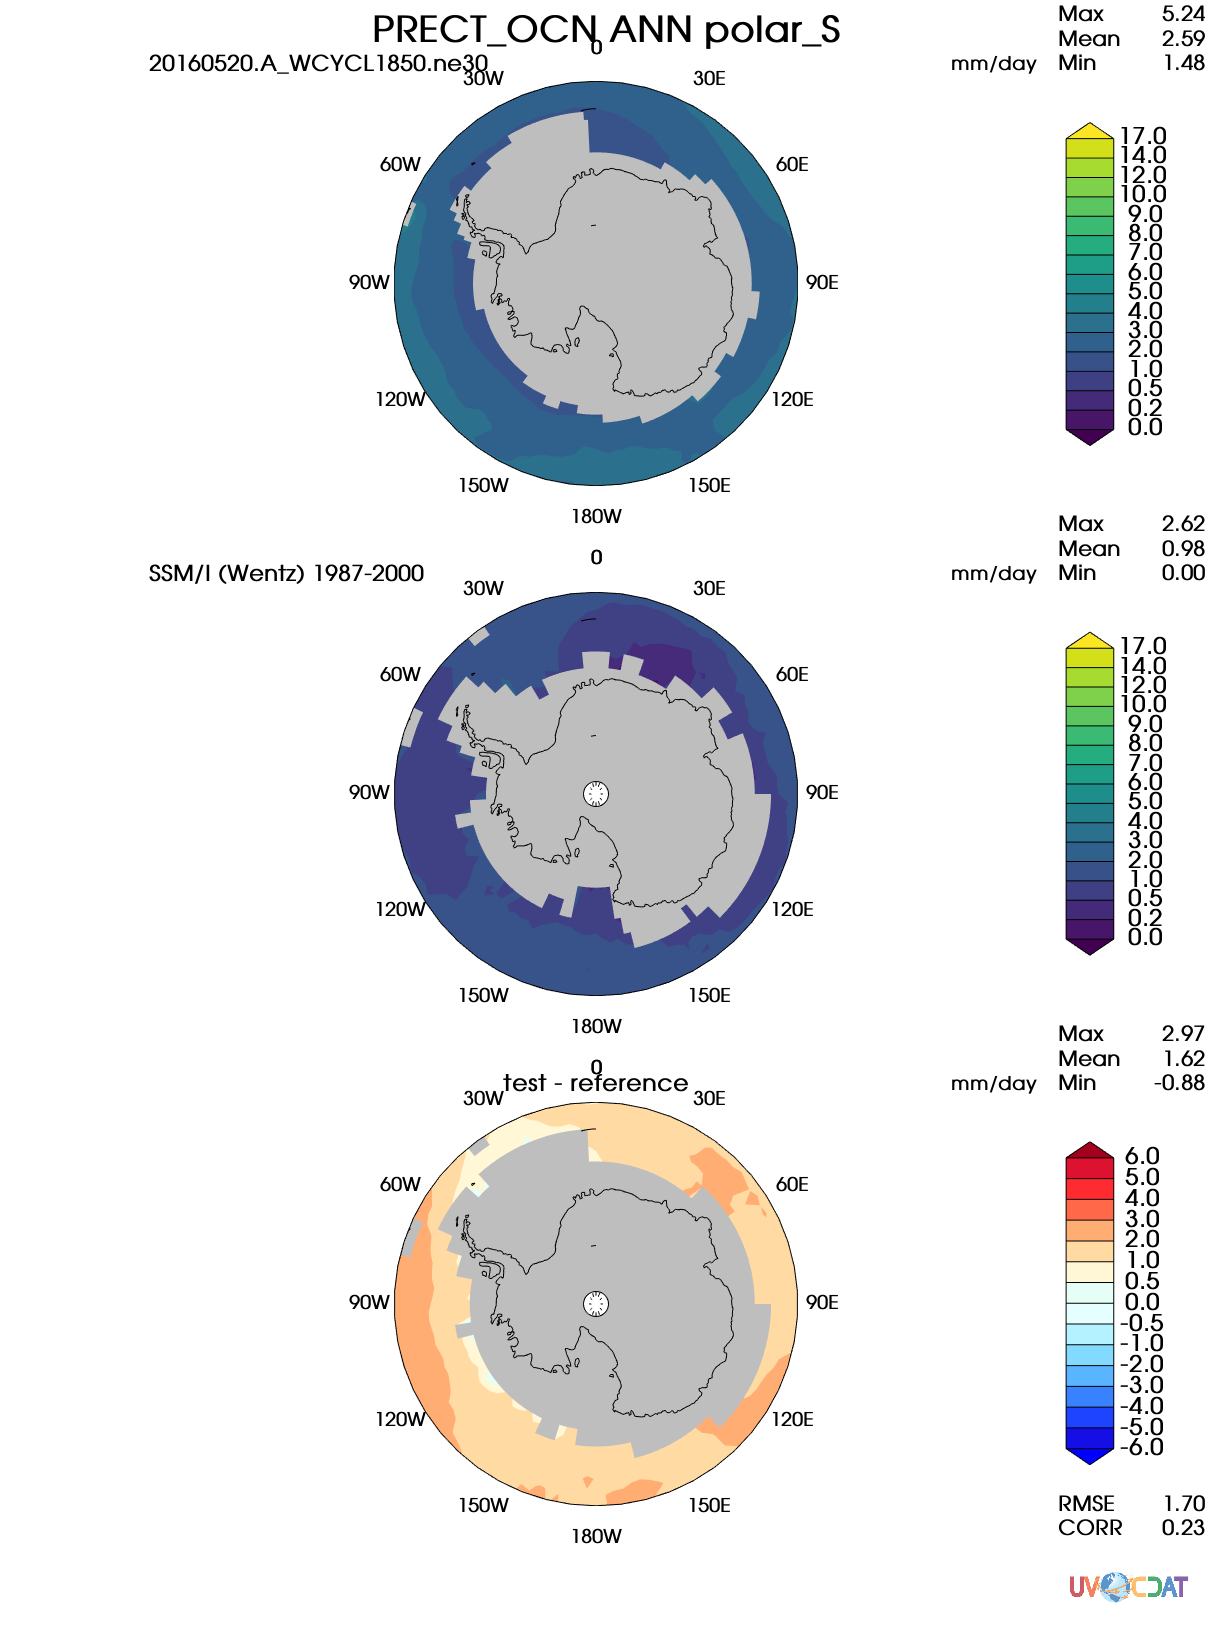 PRECT_OCN ANN polar_S
20160520.A_WCYCL1850.ne30
mm/day
Max 5.24
Mean 2.59
Min 1.48
0
30E
60E
90E
120E
150E
180W
150W
120W
90W
60W
30W
17.0
14.0
12.0
10.0
9.0
8.0
7.0
6.0
5.0
4.0
3.0
2.0
1.0
0.5
0.2
0.0
SSM/I (Wentz) 1987-2000
mm/day
Max 2.62
Mean 0.98
Min 0.00
0
30E
60E
90E
120E
150E
180W
150W
120W
90W
60W
30W
17.0
14.0
12.0
10.0
9.0
8.0
7.0
6.0
5.0
4.0
3.0
2.0
1.0
0.5
0.2
0.0
test - reference
mm/day
Max 2.97
Mean 1.62
Min -0.88
0
30E
60E
90E
120E
150E
180W
150W
120W
90W
60W
30W
6.0
5.0
4.0
3.0
2.0
1.0
0.5
0.0
-0.5
-1.0
-2.0
-3.0
-4.0
-5.0
-6.0
RMSE 1.70
CORR 0.23
UV CDAT